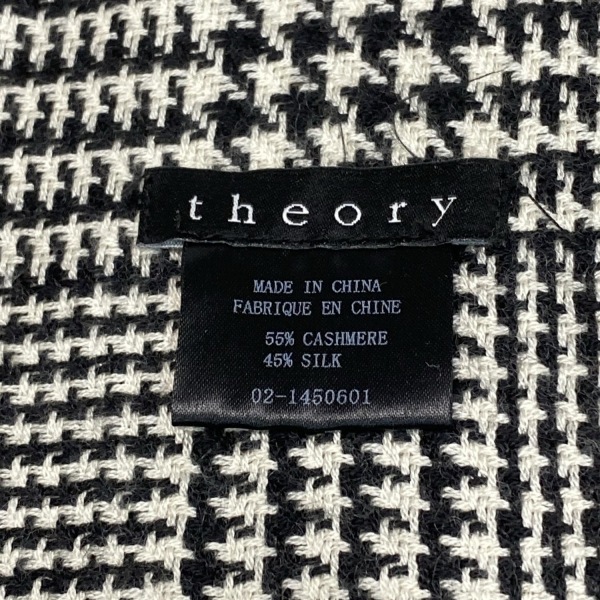 theory
MADE IN CHINA
FABRIQUE EN CHINE
55% CASHMERE
45% SILK
02-1450601